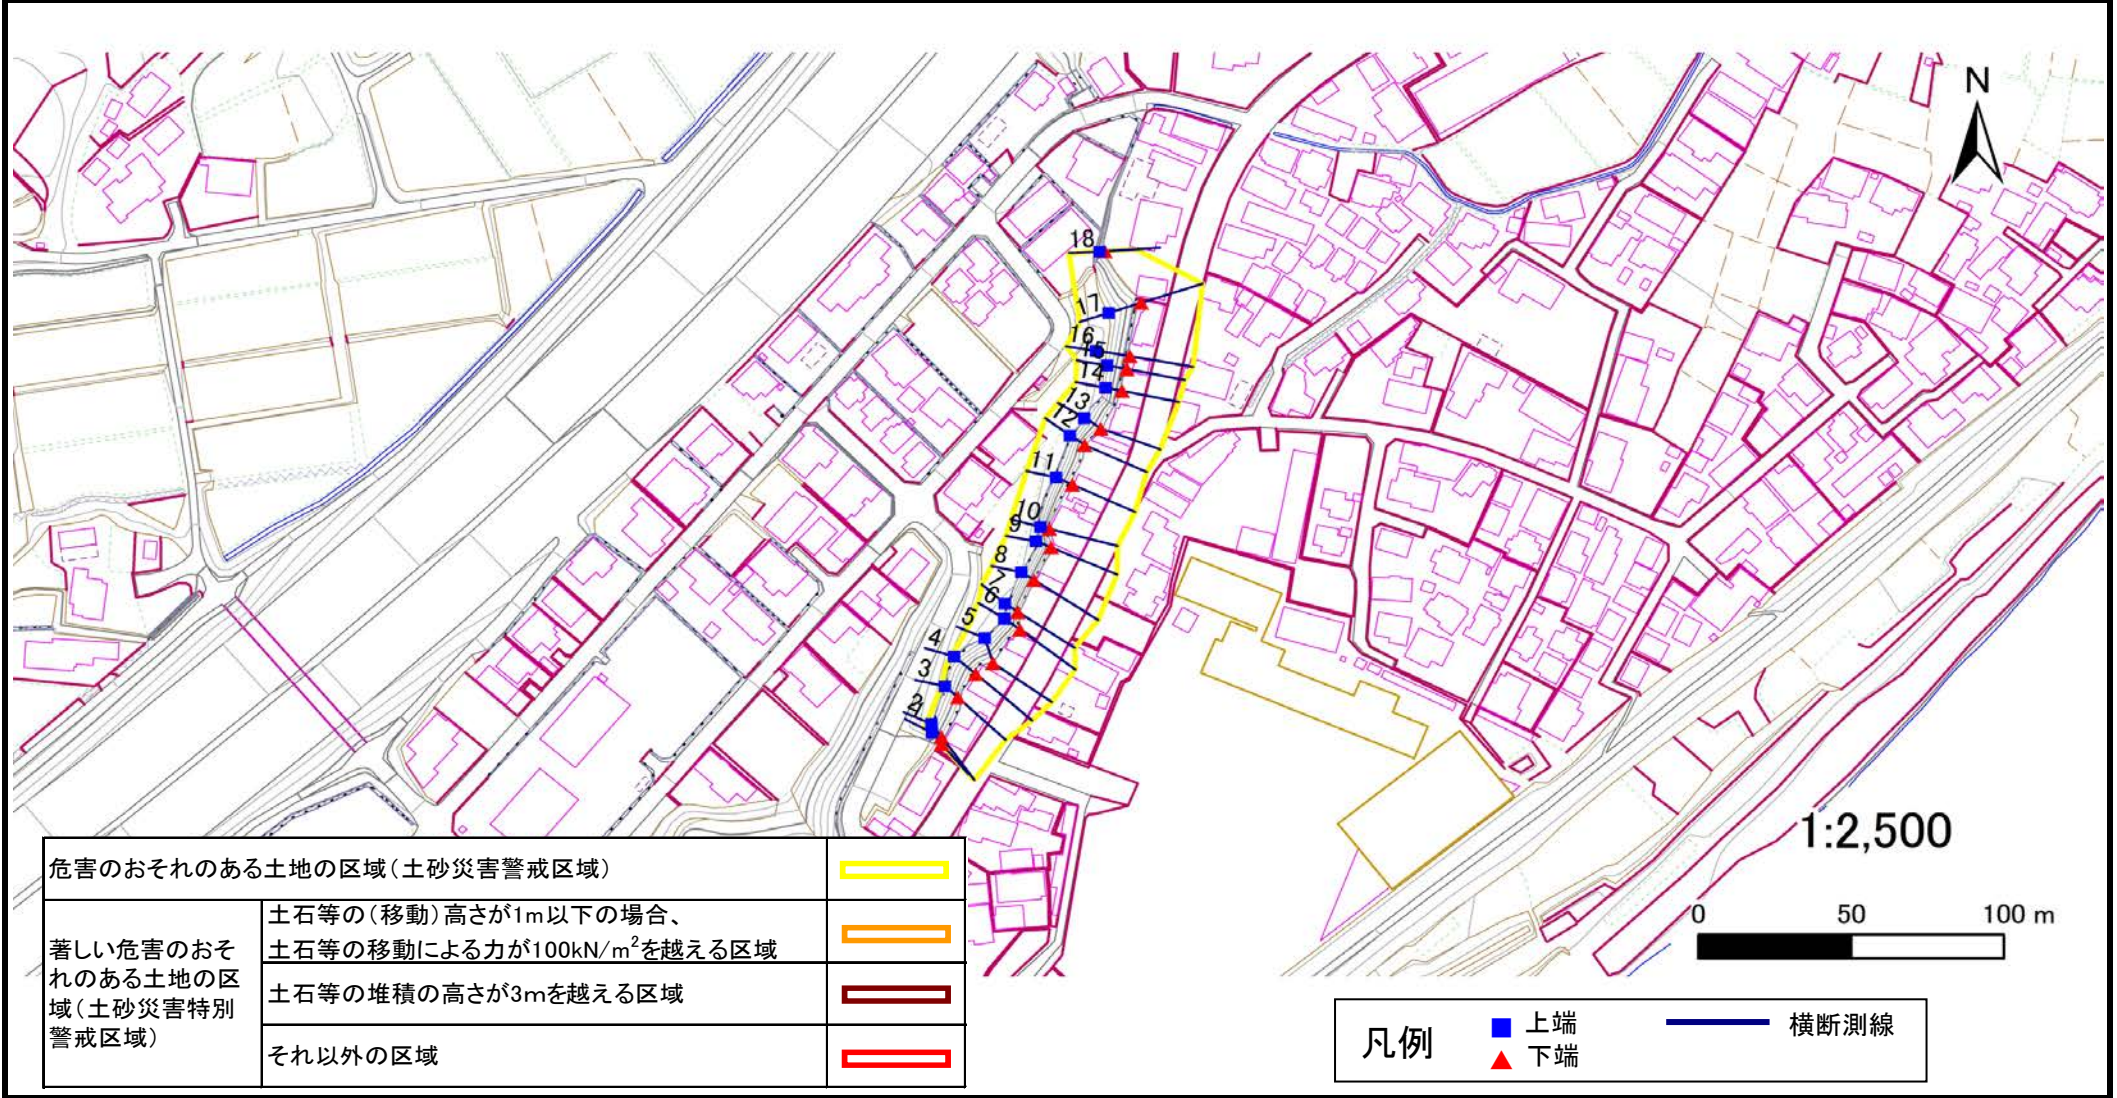 N
18
17
16
15
14
13
12
11
10
9
8
7
6
5
4
3
2
1
1:2,500
0 50 100 m
危害のおそれのある土地の区域(土砂災害警戒区域)
著しい危害のおそ
れのある土地の区
域(土砂災害特別
警戒区域)
土石等の(移動)高さが1m以下の場合、
土石等の移動による力が100kN/m²を越える区域
土石等の堆積の高さが3mを越える区域
それ以外の区域
凡例
上端
下端
横断測線